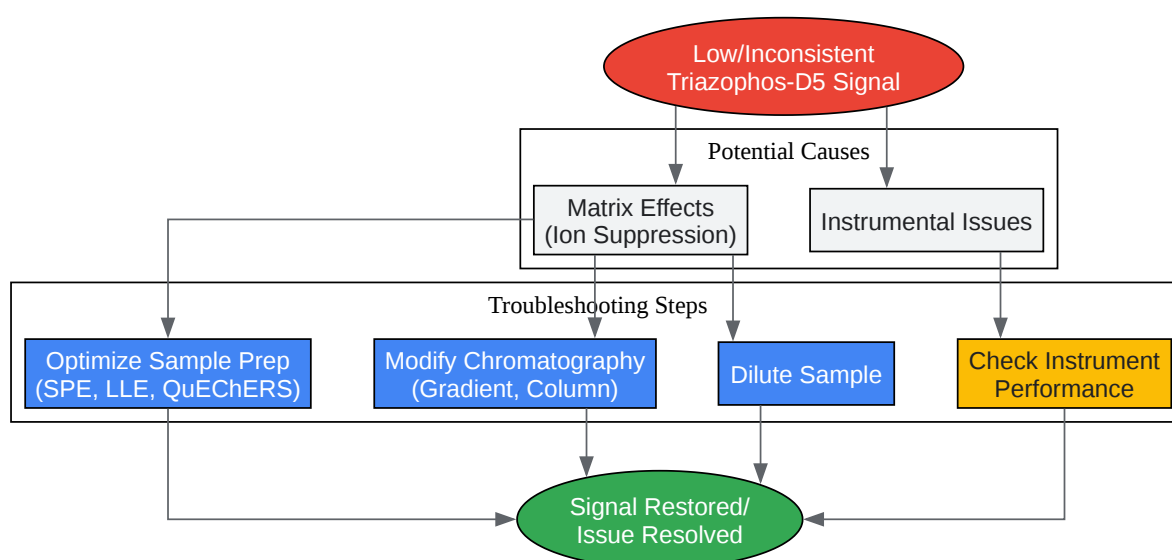 Low/Inconsistent
Triazophos-D5 Signal
Potential Causes
Matrix Effects
(Ion Suppression)
Instrumental Issues
Troubleshooting Steps
Optimize Sample Prep
(SPE, LLE, QuEChERS)
Modify Chromatography
(Gradient, Column)
Dilute Sample
Check Instrument
Performance
Signal Restored/
Issue Resolved